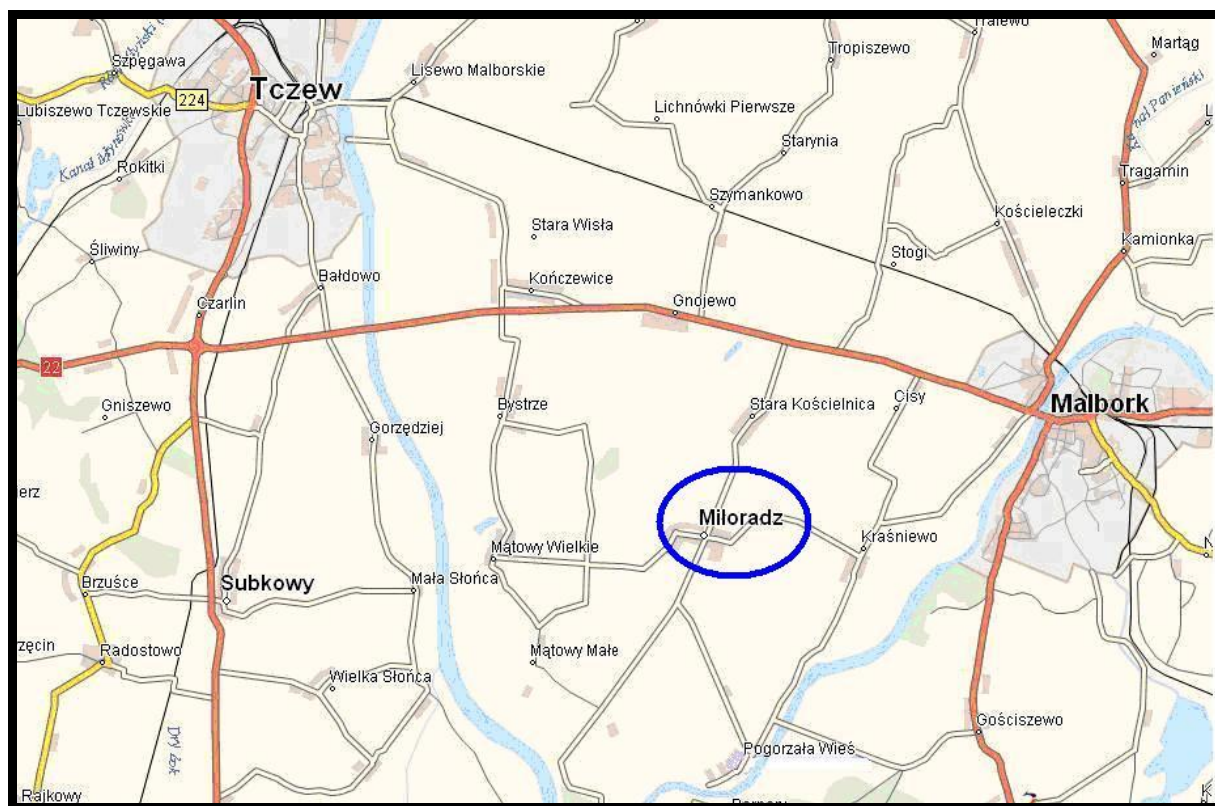 Tralewo
Szpęgawa
Tropiszewo
Martąg
Lisewo Malborskie
Tczew
224
Lubiszewo Tczewskie
Lichnówki Pierwsze
Starynia
Rokitki
Tragamin
Szymankowo
Kościeleczki
Stara Wisła
Śliwiny
Stogi
Kamionka
Bałdowo
Kończewice
Czarlin
Gnojewo
22
Gniszewo
Bystrze
Stara Kościelnica
Cisy
Malbork
Gorzędziej
Miłoradz
Mątowy Wielkie
Kraśniewo
Brzuśce
Subkowy
Mała Słońca
Radostowo
Mątowy Małe
Wielka Słońca
Gościszewo
Pogorzała Wieś
Rajkowy